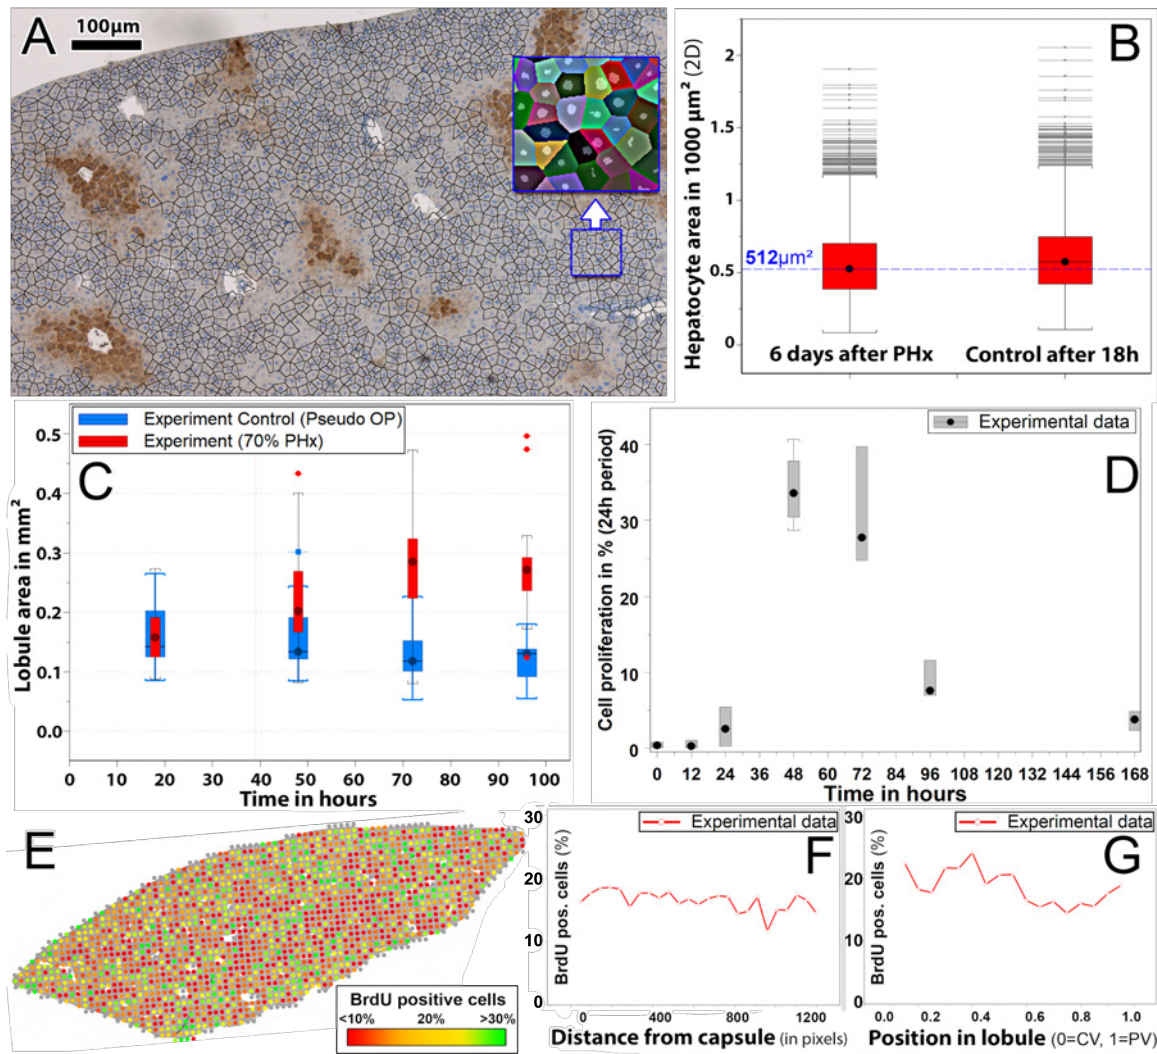 A
100µm
B
Hepatocyte area in 1000 µm² (2D)
2
1.5
1
0.5
0
512µm²
6 days after PHx
Control after 18h
C
Experiment Control (Pseudo OP)
Experiment (70% PHx)
Lobule area in mm²
0.5
0.4
0.3
0.2
0.1
0.0
0 10 20 30 40 50 60 70 80 90 100
Time in hours
D
Experimental data
Cell proliferation in % (24h period)
40
30
20
10
0
0 12 24 36 48 60 72 84 96 108 120 132 144 156 168
Time in hours
E
BrdU positive cells
<10% 20% >30%
F
Experimental data
BrdU pos. cells (%)
30
20
10
0
0 400 800 1200
Distance from capsule (in pixels)
G
Experimental data
BrdU pos. cells (%)
30
20
10
0
0.0 0.2 0.4 0.6 0.8 1.0
Position in lobule (0=CV, 1=PV)